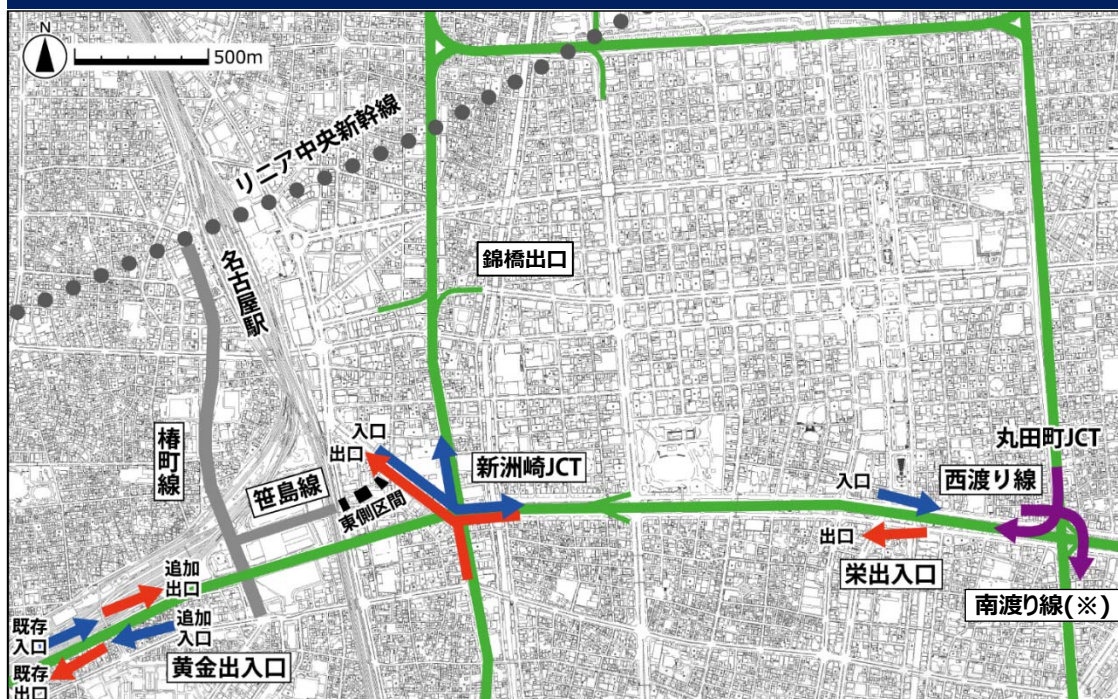 N
500m
リニア中央新幹線
名古屋駅
錦橋出口
椿町線
笹島線
東側区間
入口
出口
新洲崎JCT
丸田町JCT
西渡り線
入口
出口
栄出入口
南渡り線(※)
追加
出口
既存
入口
追加
入口
既存
出口
黄金出入口